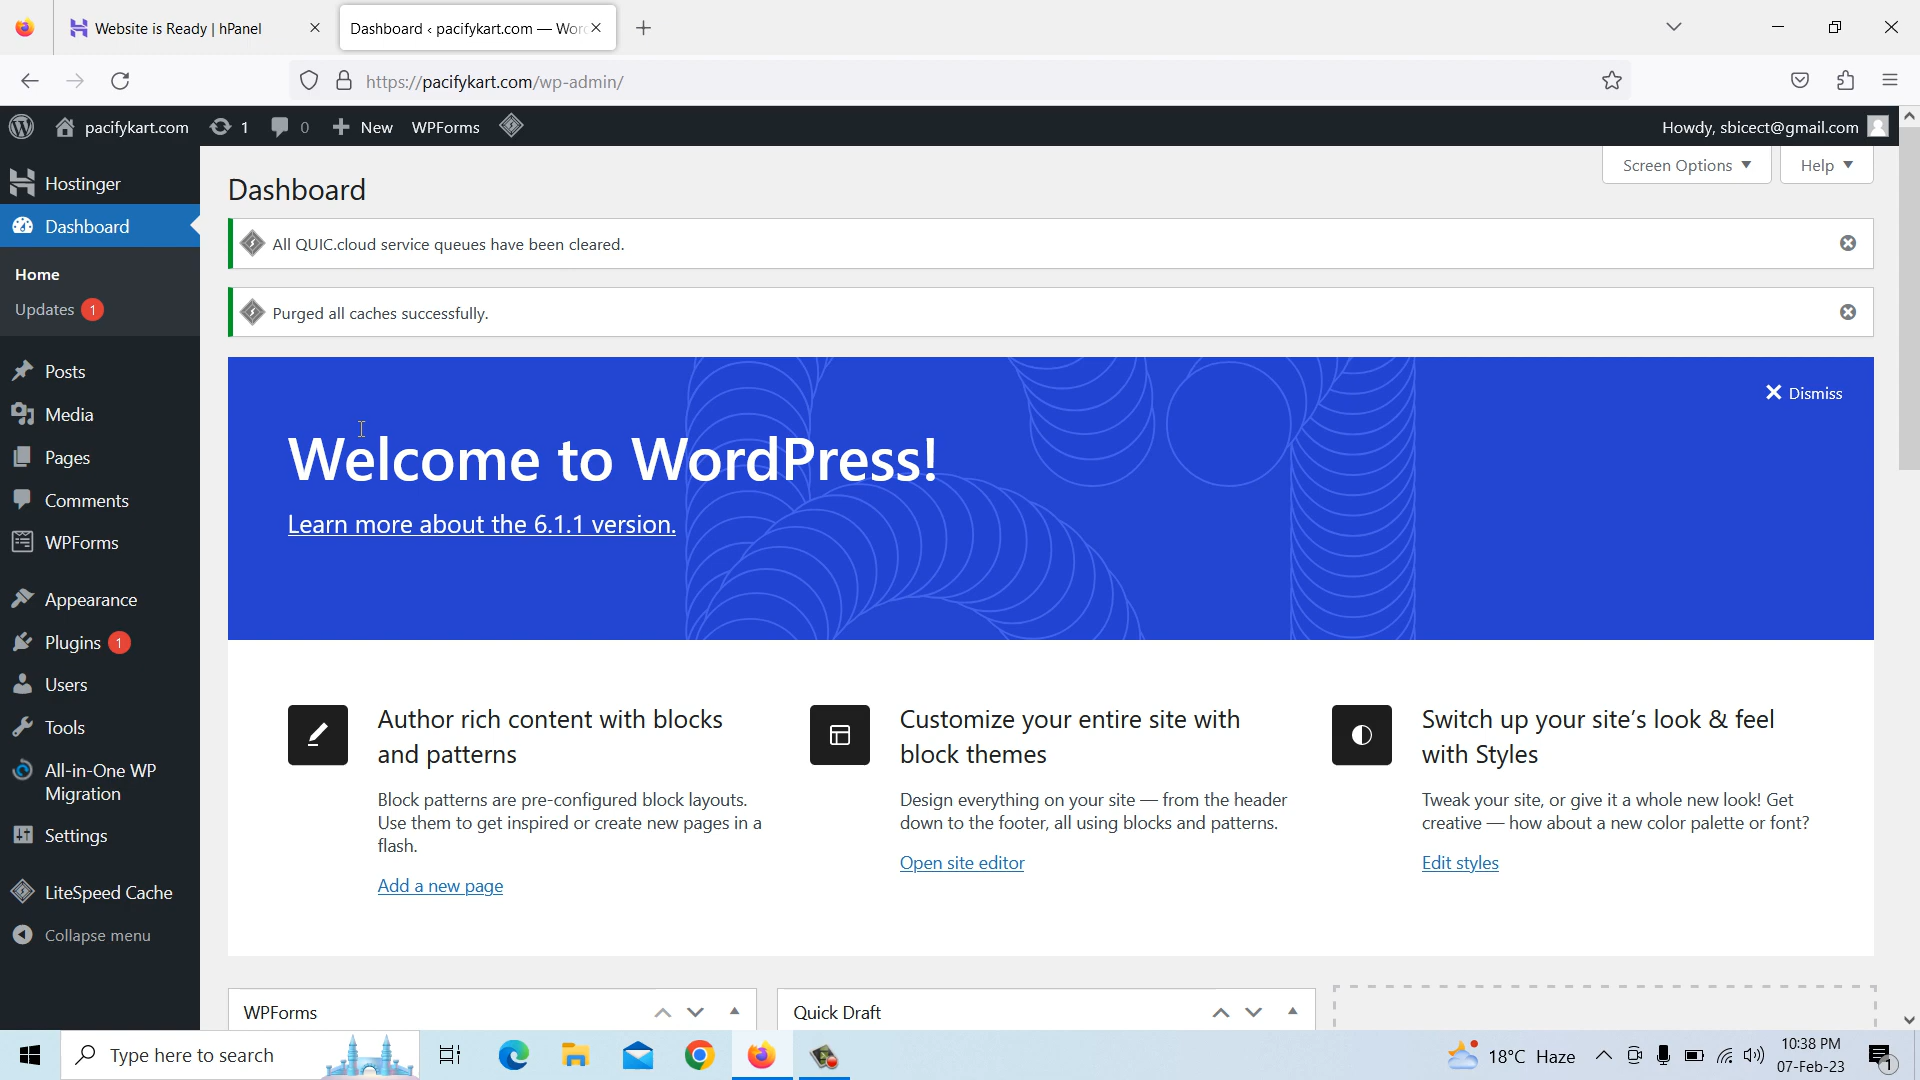 Website is Ready | hPanel
Dashboard ‹ pacifykart.com — Wor
https://pacifykart.com/wp-admin/
pacifykart.com
1
0
New
WPForms
Howdy, sbicect@gmail.com
Hostinger
Dashboard
Home
Updates 1
Posts
Media
Pages
Comments
WPForms
Appearance
Plugins 1
Users
Tools
All-in-One WP
Migration
Settings
LiteSpeed Cache
Collapse menu
Screen Options
Help
Dashboard
All QUIC.cloud service queues have been cleared.
Purged all caches successfully.
Dismiss
Welcome to WordPress!
Learn more about the 6.1.1 version.
Author rich content with blocks
and patterns
Block patterns are pre-configured block layouts.
Use them to get inspired or create new pages in a
flash.
Add a new page
Customize your entire site with
block themes
Design everything on your site — from the header
down to the footer, all using blocks and patterns.
Open site editor
Switch up your site’s look & feel
with Styles
Tweak your site, or give it a whole new look! Get
creative — how about a new color palette or font?
Edit styles
WPForms
Quick Draft
Type here to search
18°C Haze
10:38 PM
07-Feb-23
1